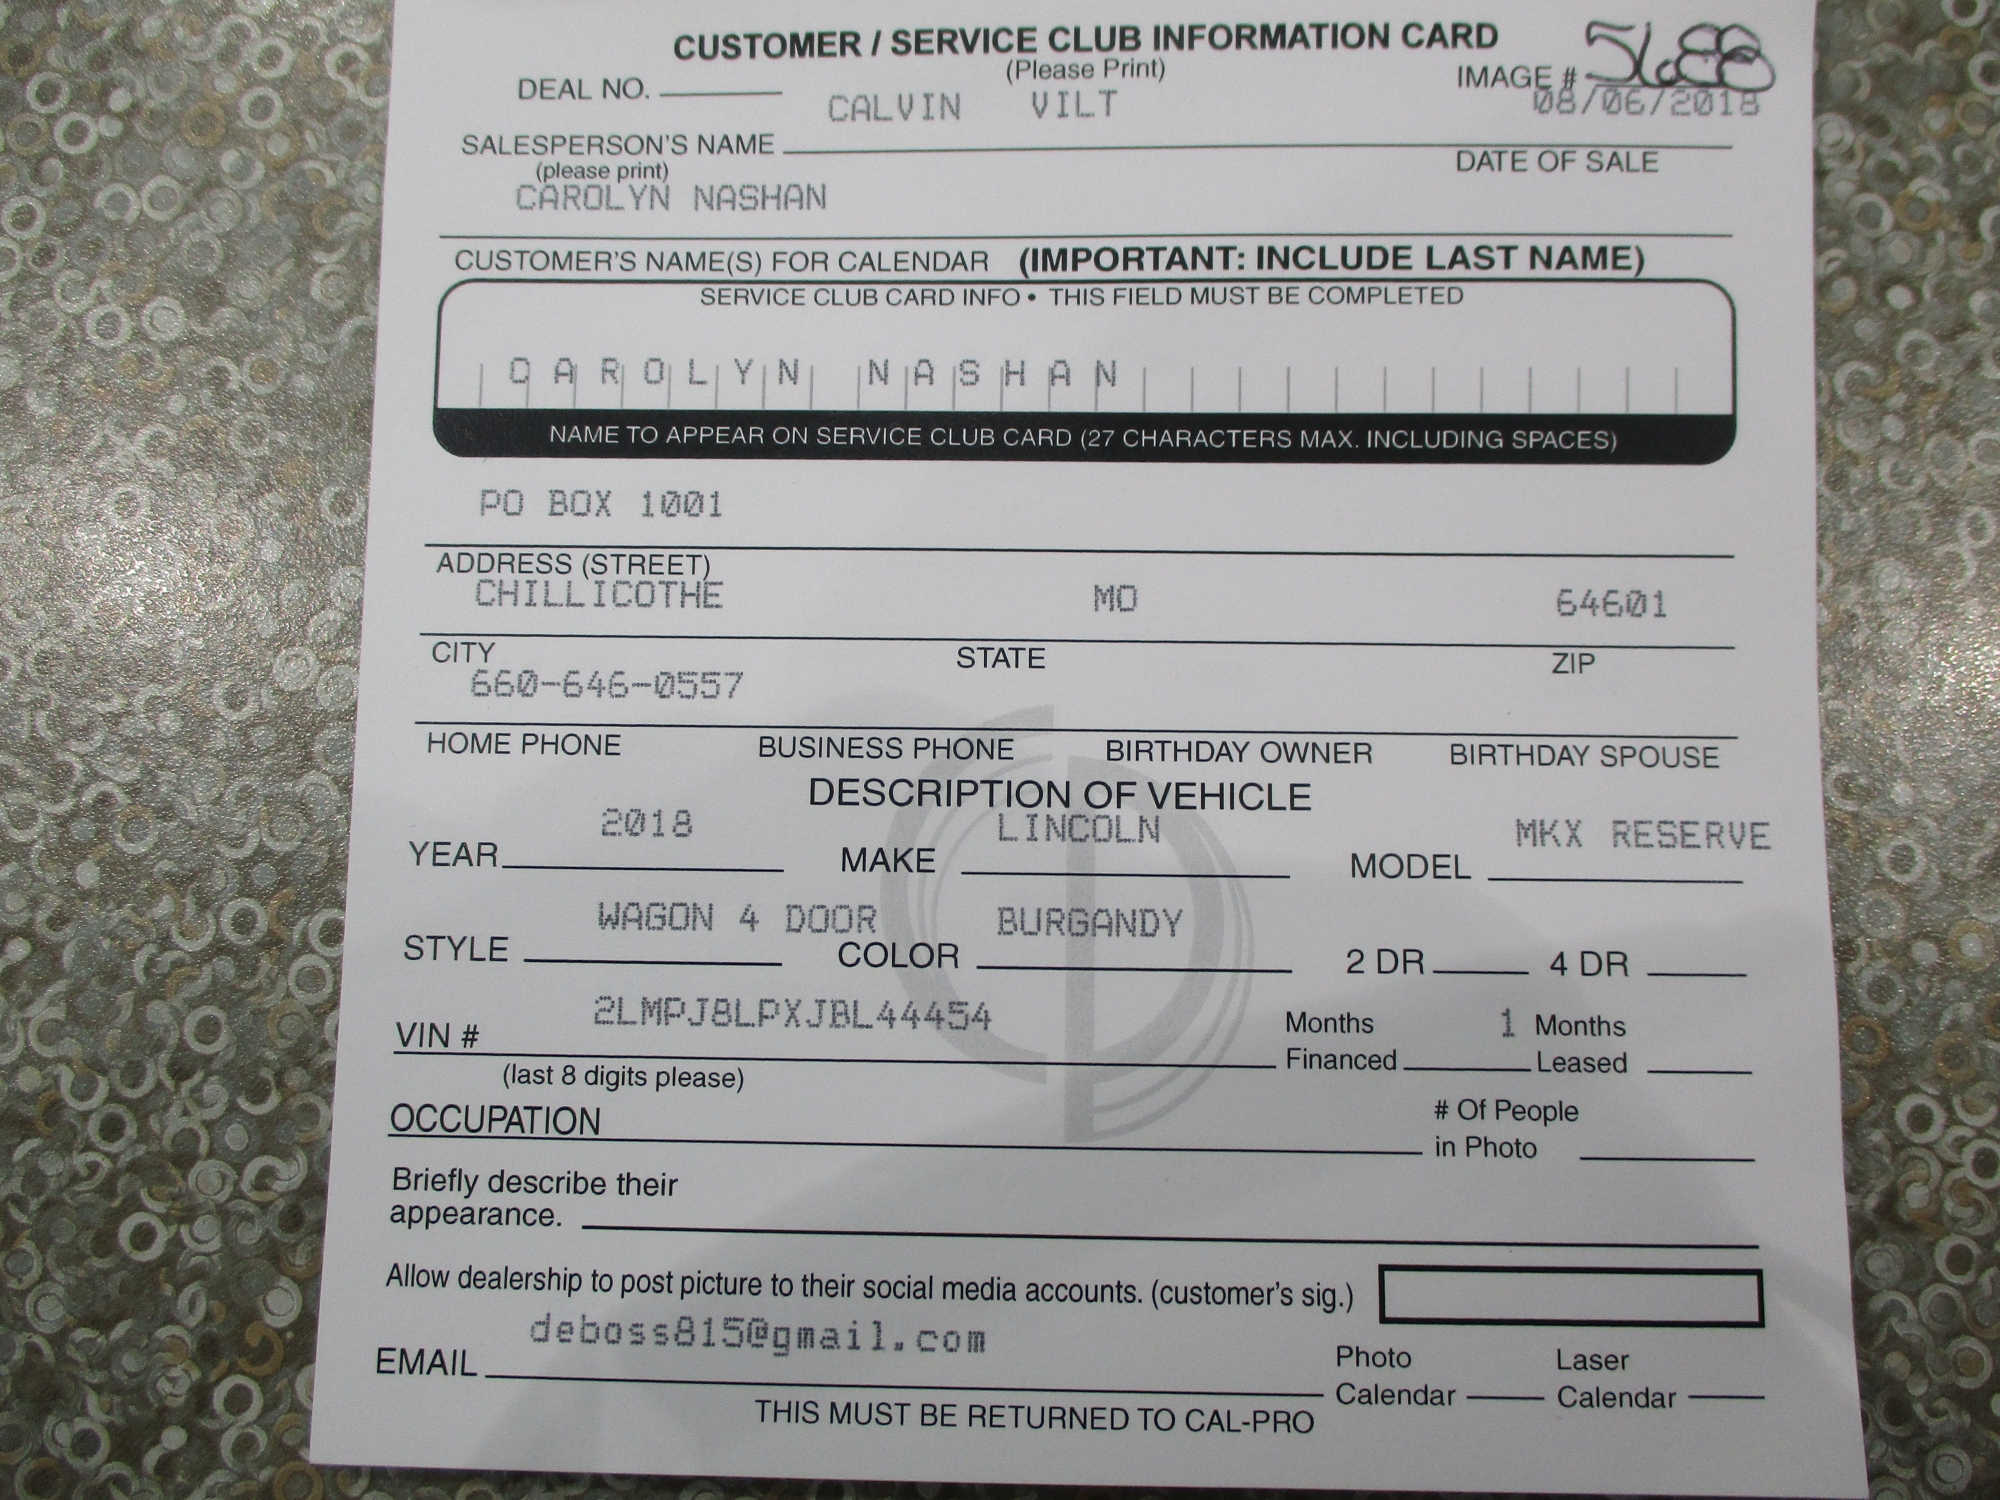 CUSTOMER / SERVICE CLUB INFORMATION CARD
(Please Print)
IMAGE # 5688
DEAL NO.
CALVIN VILT
08/06/2018
SALESPERSON'S NAME
DATE OF SALE
(please print)
CAROLYN NASHAN
CUSTOMER'S NAME(S) FOR CALENDAR (IMPORTANT: INCLUDE LAST NAME)
SERVICE CLUB CARD INFO • THIS FIELD MUST BE COMPLETED
CAROLYN NASHAN
NAME TO APPEAR ON SERVICE CLUB CARD (27 CHARACTERS MAX. INCLUDING SPACES)
PO BOX 1001
ADDRESS (STREET)
CHILLICOTHE MO 64601
CITY STATE ZIP
660-646-0557
HOME PHONE BUSINESS PHONE BIRTHDAY OWNER BIRTHDAY SPOUSE
DESCRIPTION OF VEHICLE
2018 LINCOLN MKX RESERVE
YEAR MAKE MODEL
WAGON 4 DOOR BURGANDY
STYLE COLOR 2 DR 4 DR
2LMPJ8LPXJBL44454
VIN #
Months Financed 1 Months Leased
(last 8 digits please)
OCCUPATION
# Of People
in Photo
Briefly describe their
appearance.
Allow dealership to post picture to their social media accounts. (customer's sig.)
deboss815@gmail.com
EMAIL
Photo Calendar Laser Calendar
THIS MUST BE RETURNED TO CAL-PRO